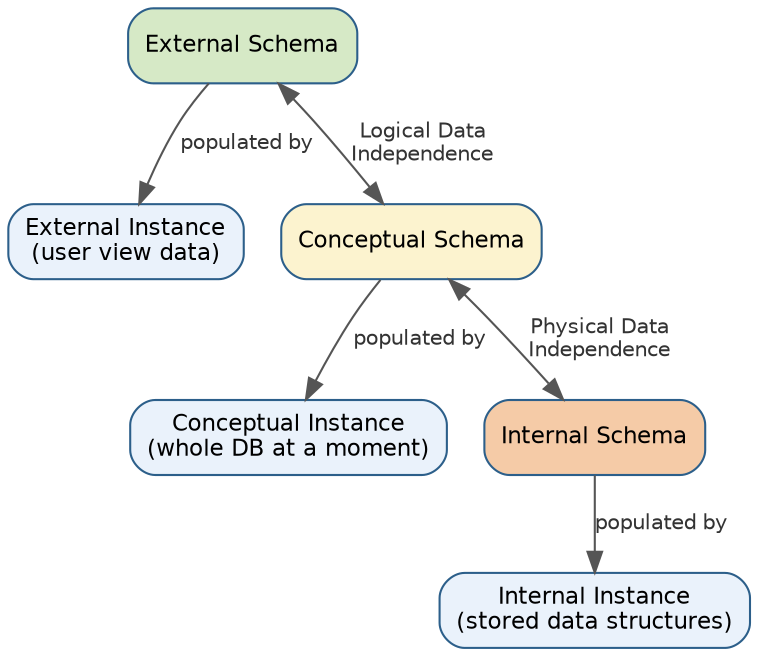 External Schema
populated by
Logical Data
Independence
External Instance
(user view data)
Conceptual Schema
populated by
Physical Data
Independence
Conceptual Instance
(whole DB at a moment)
Internal Schema
populated by
Internal Instance
(stored data structures)